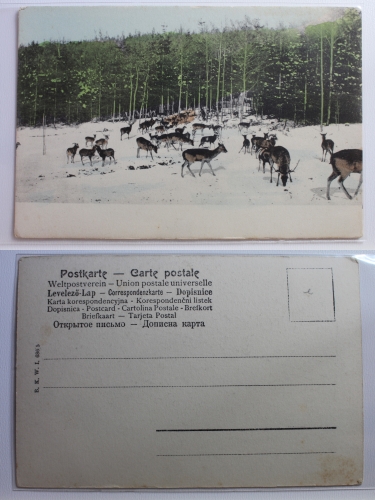 Postkarte — Carte postale
Weltpostverein — Union postale universelle
Levelező-Lap — Correspondenzkarte — Dopisnice
Karta korespondencyjna - Korespondenční lístek
Dopisnica - Postcard - Cartolina Postale - Brefkort
Briefkaart — Tarjeta Postal
Открытое письмо — Дописна карта
B. K. W. I.